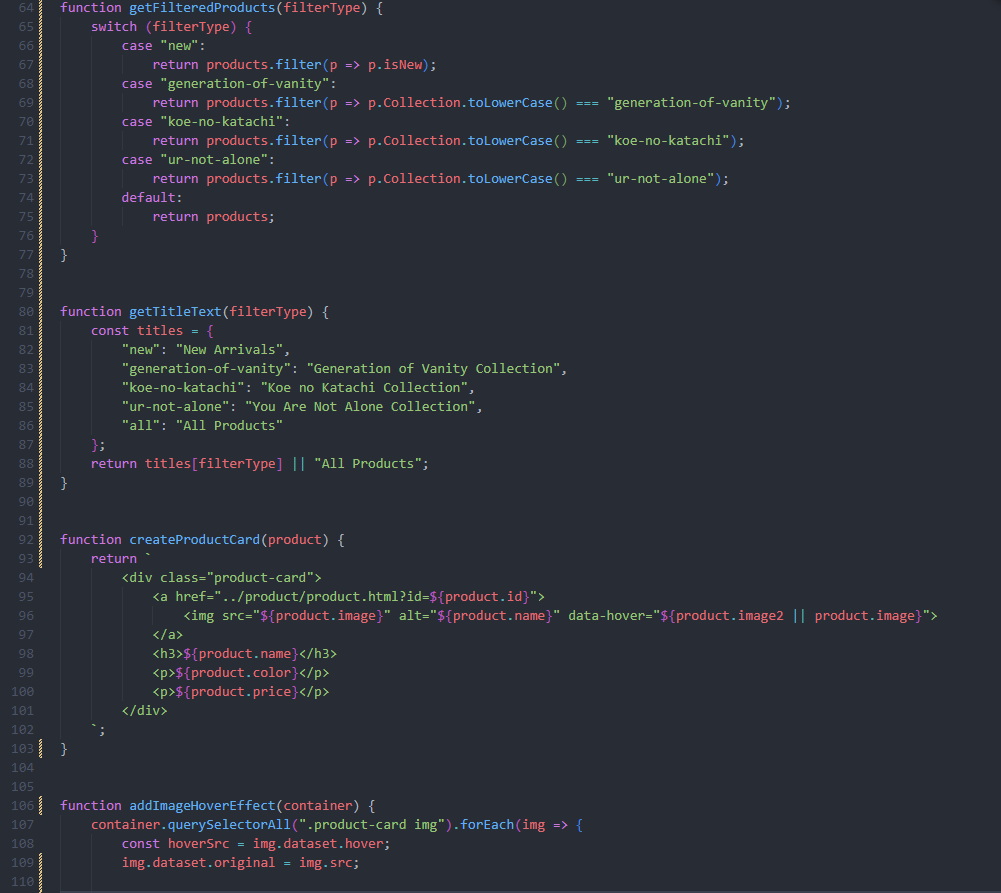 64 function getFilteredProducts(filterType) {
65 switch (filterType) {
66 case "new":
67 return products.filter(p => p.isNew);
68 case "generation-of-vanity":
69 return products.filter(p => p.Collection.toLowerCase() === "generation-of-vanity");
70 case "koe-no-katachi":
71 return products.filter(p => p.Collection.toLowerCase() === "koe-no-katachi");
72 case "ur-not-alone":
73 return products.filter(p => p.Collection.toLowerCase() === "ur-not-alone");
74 default:
75 return products;
76 }
77 }
78
79
80 function getTitleText(filterType) {
81 const titles = {
82 "new": "New Arrivals",
83 "generation-of-vanity": "Generation of Vanity Collection",
84 "koe-no-katachi": "Koe no Katachi Collection",
85 "ur-not-alone": "You Are Not Alone Collection",
86 "all": "All Products"
87 };
88 return titles[filterType] || "All Products";
89 }
90
91
92 function createProductCard(product) {
93 return `
94 <div class="product-card">
95 <a href="../product/product.html?id=${product.id}">
96 <img src="${product.image}" alt="${product.name}" data-hover="${product.image2 || product.image}">
97 </a>
98 <h3>${product.name}</h3>
99 <p>${product.color}</p>
100 <p>${product.price}</p>
101 </div>
102 `;
103 }
104
105
106 function addImageHoverEffect(container) {
107 container.querySelectorAll(".product-card img").forEach(img => {
108 const hoverSrc = img.dataset.hover;
109 img.dataset.original = img.src;
110